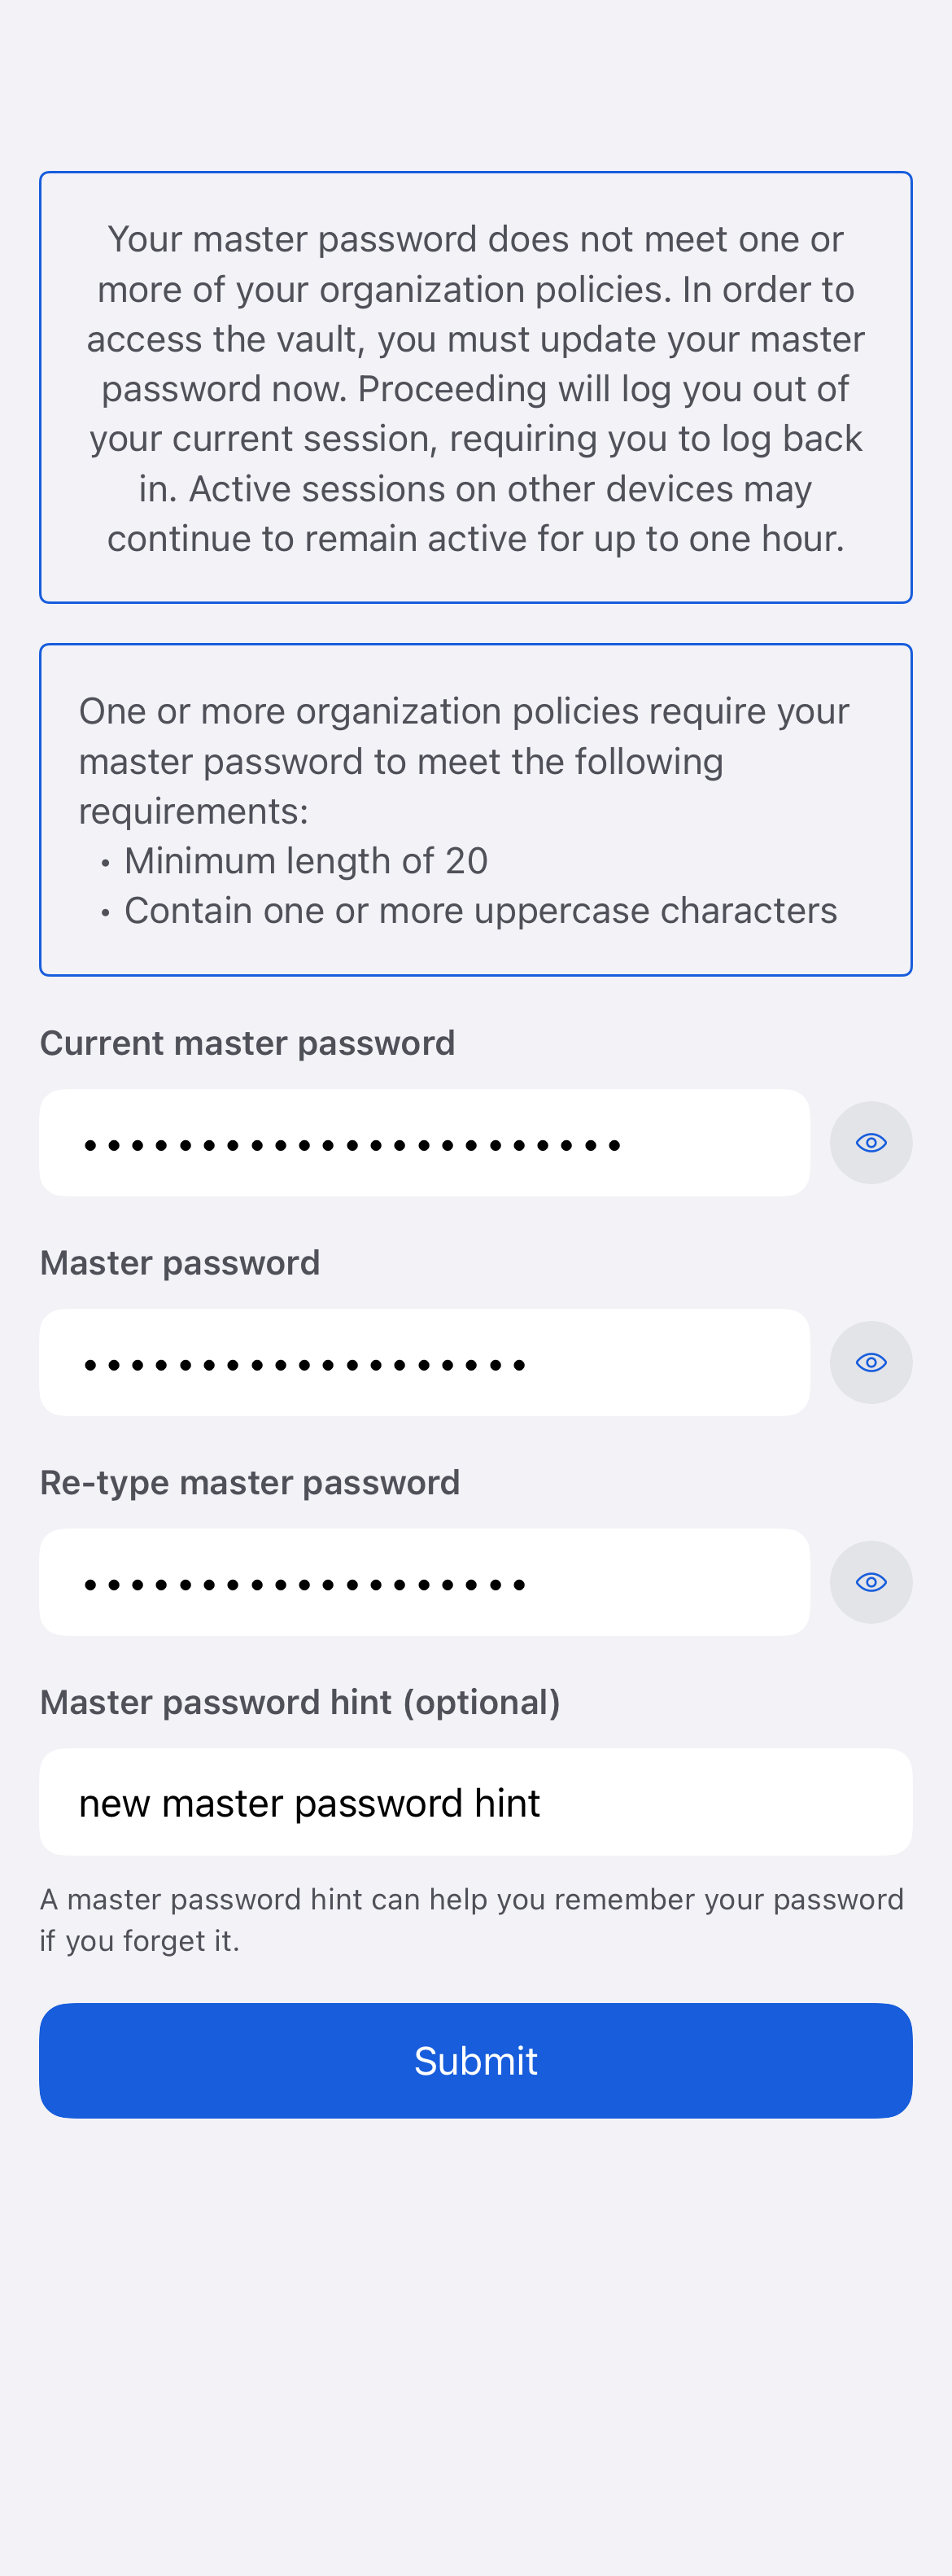 Your master password does not meet one or
more of your organization policies. In order to
access the vault, you must update your master
password now. Proceeding will log you out of
your current session, requiring you to log back
in. Active sessions on other devices may
continue to remain active for up to one hour.
One or more organization policies require your
master password to meet the following
requirements:
• Minimum length of 20
• Contain one or more uppercase characters
Current master password
•••••••••••••••••••••••
Master password
•••••••••••••••••••
Re-type master password
•••••••••••••••••••
Master password hint (optional)
new master password hint
A master password hint can help you remember your password
if you forget it.
Submit